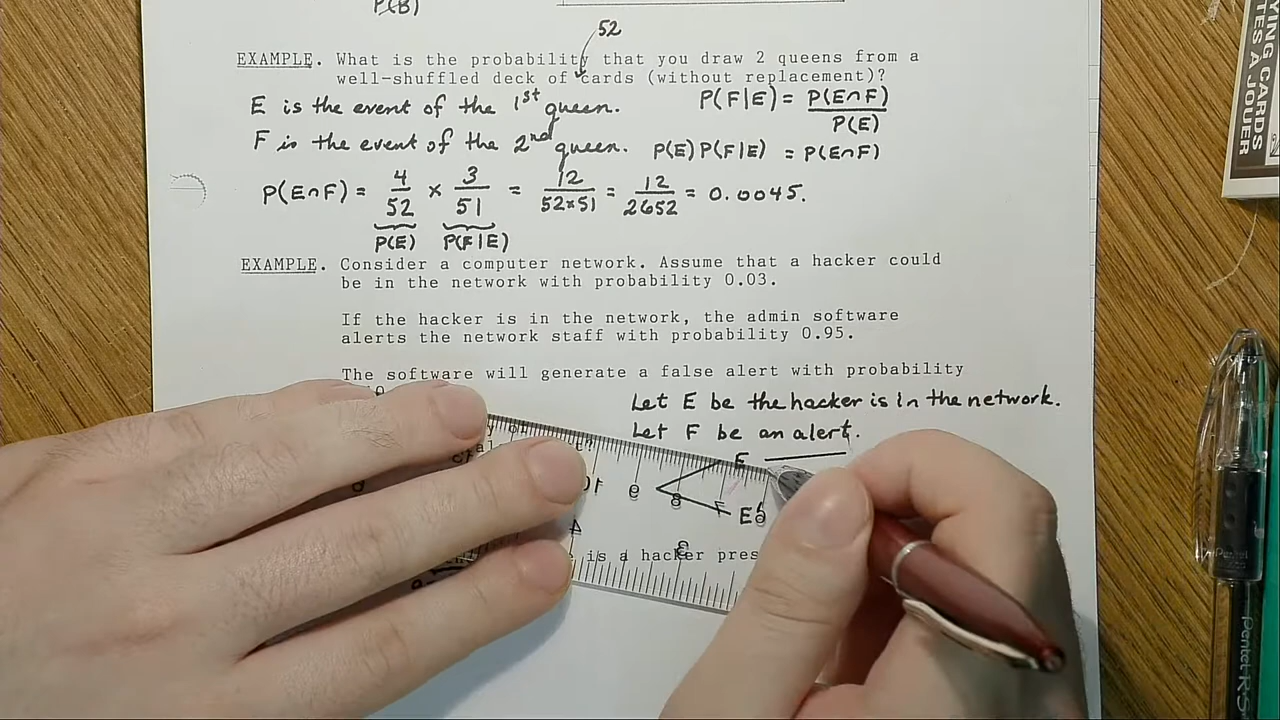 P(B)
52
EXAMPLE. What is the probability that you draw 2 queens from a
well-shuffled deck of cards (without replacement)?
E is the event of the 1st queen. P(F|E) = P(E∩F)
P(E)
F is the event of the 2nd queen. P(E) P(F|E) = P(E∩F)
P(E∩F) = 4/52 × 3/51 = 12/52×51 = 12/2652 = 0.0045.
P(E) P(F|E)
EXAMPLE. Consider a computer network. Assume that a hacker could
be in the network with probability 0.03.
If the hacker is in the network, the admin software
alerts the network staff with probability 0.95.
The software will generate a false alert with probability
Let E be the hacker is in the network.
Let F be an alert.
E
is a hacker
YING CARDS
TES À JOUER
Pentel
Pentel R.S